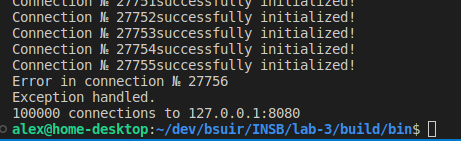 Connection № 27751successfully initialized!
Connection № 27752successfully initialized!
Connection № 27753successfully initialized!
Connection № 27754successfully initialized!
Connection № 27755successfully initialized!
Error in connection № 27756
Exception handled.
100000 connections to 127.0.0.1:8080
alex@home-desktop:~/dev/bsuir/INSB/lab-3/build/bin$